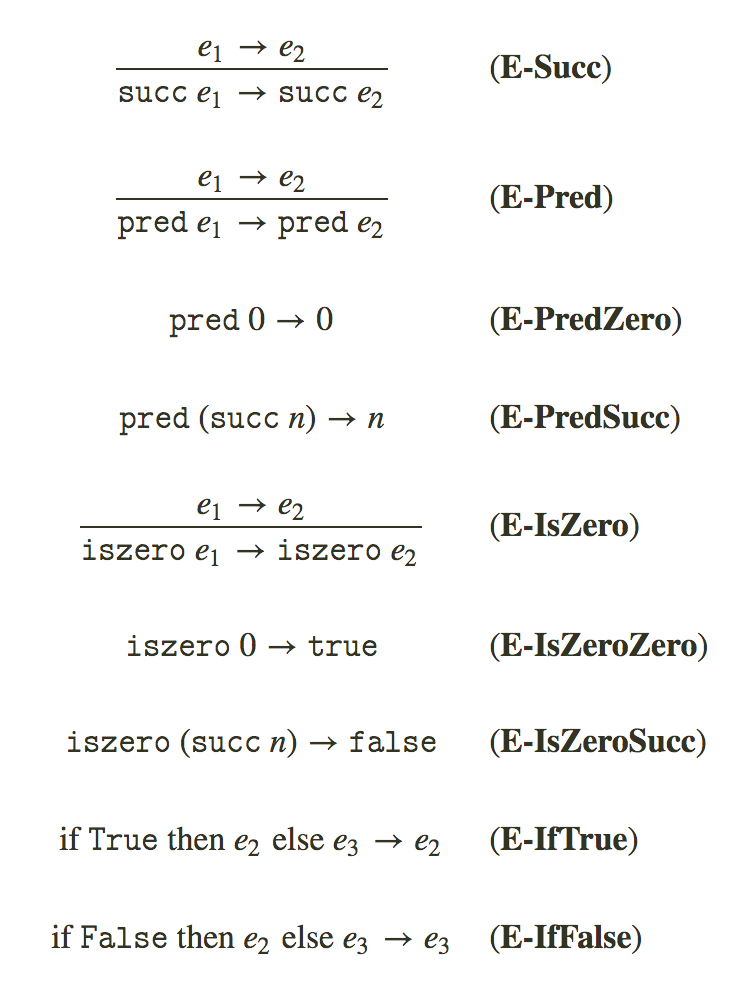 e₁ → e₂
succ e₁ → succ e₂ (E-Succ)
e₁ → e₂
pred e₁ → pred e₂ (E-Pred)
pred 0 → 0 (E-PredZero)
pred (succ n) → n (E-PredSucc)
e₁ → e₂
iszero e₁ → iszero e₂ (E-IsZero)
iszero 0 → true (E-IsZeroZero)
iszero (succ n) → false (E-IsZeroSucc)
if True then e₂ else e₃ → e₂ (E-IfTrue)
if False then e₂ else e₃ → e₃ (E-IfFalse)